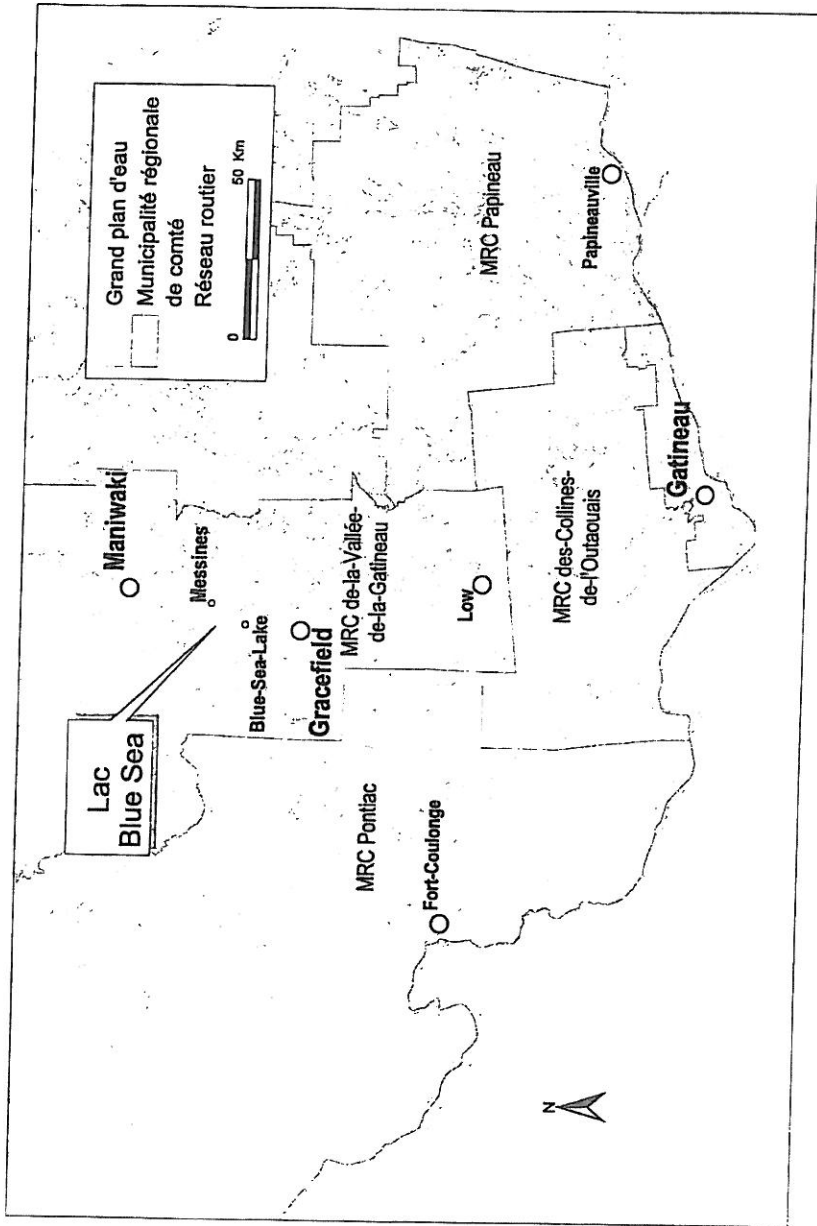 Grand plan d'eau
Municipalité régionale
de comté
Réseau routier
0
50 Km
Lac
Blue Sea
Maniwaki
Messines
Blue-Sea-Lake
Gracefield
MRC de-la-Vallée-
de-la-Gatineau
Low
MRC Papineau
Papineauville
MRC des-Collines-
de-l'Outaouais
Gatineau
MRC Pontiac
Fort-Coulonge
N